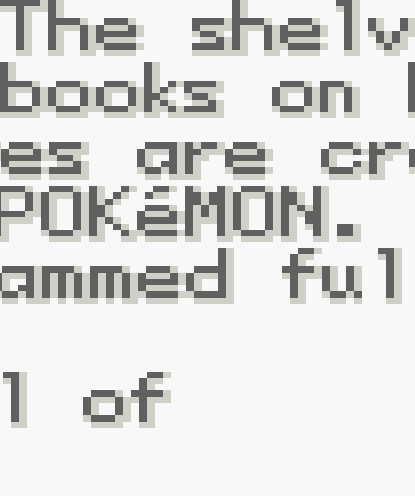 The shelv
books on
es are cr
POKéMON.
ammed ful
l of